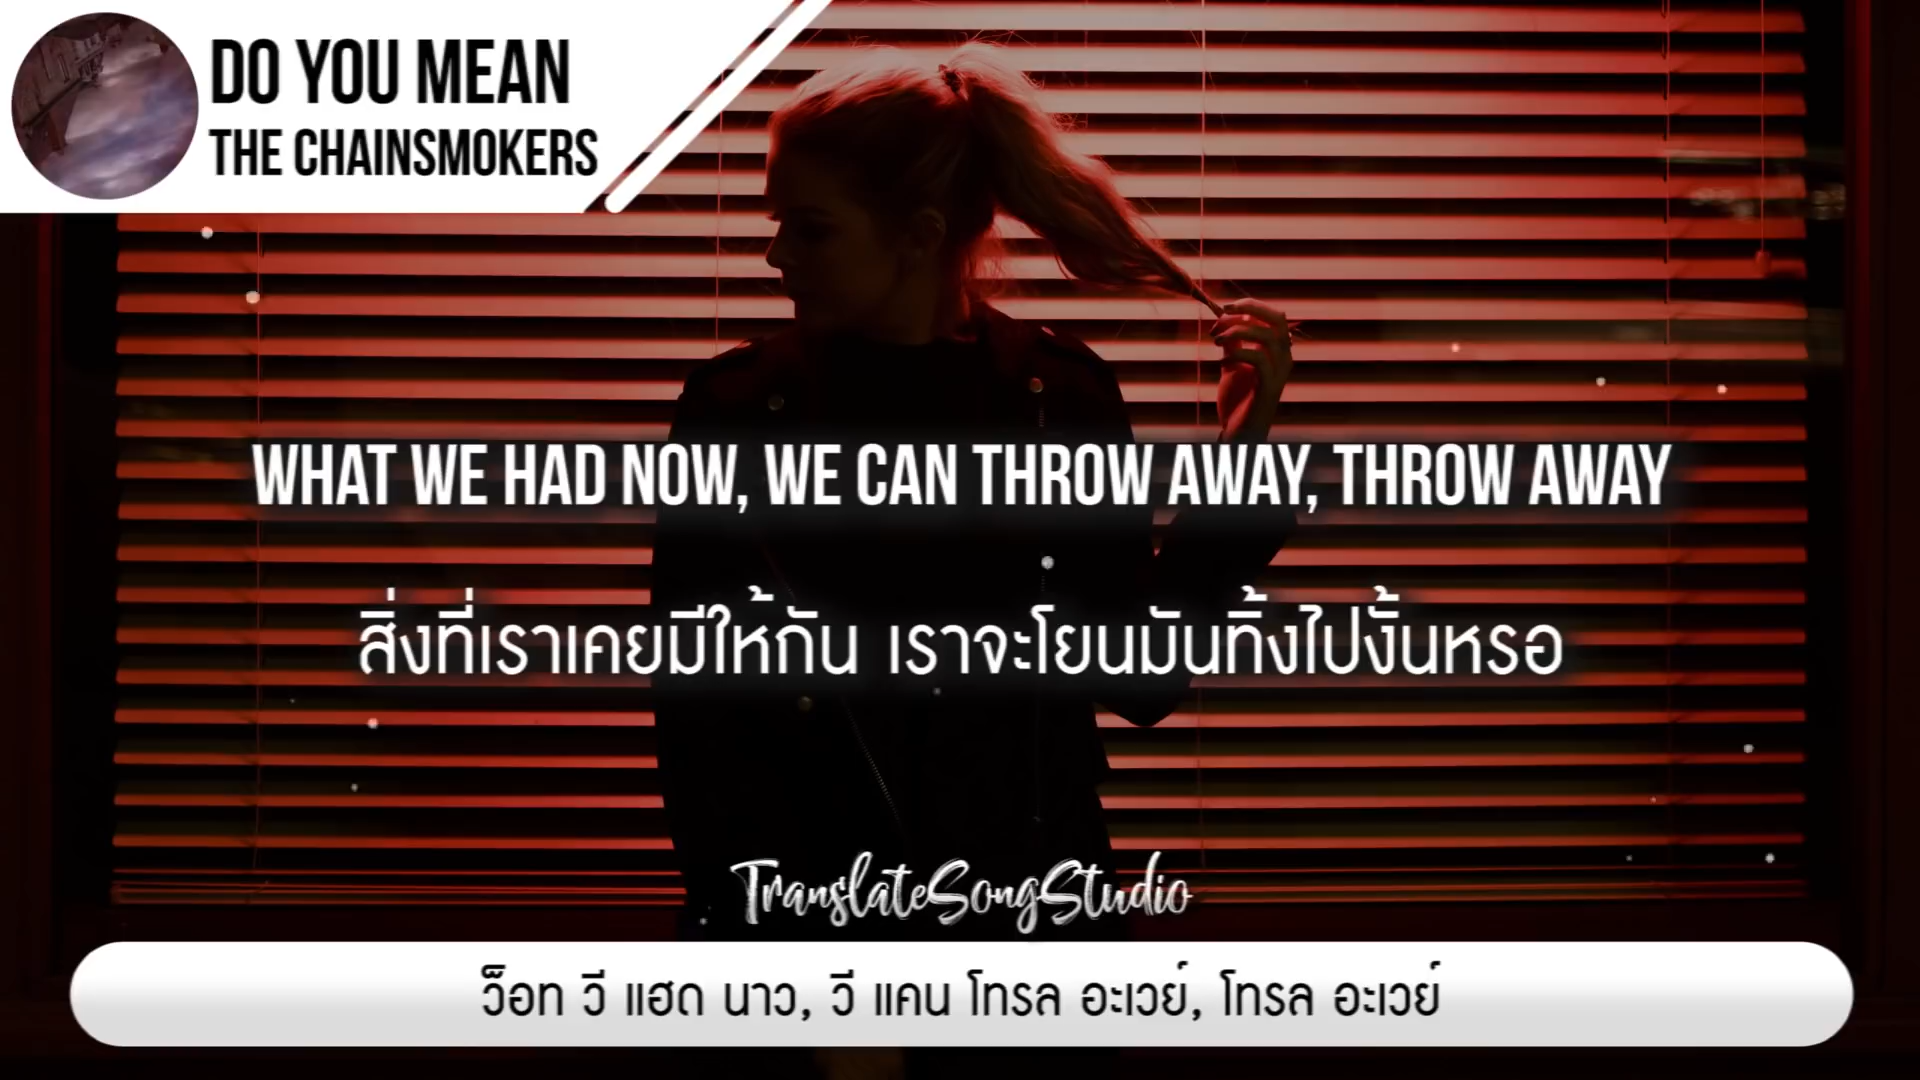 DO YOU MEAN
THE CHAINSMOKERS
WHAT WE HAD NOW, WE CAN THROW AWAY, THROW AWAY
สิ่งที่เราเคยมีให้กัน เราจะโยนมันทิ้งไปงั้นหรอ
TranslateSongStudio
ว็อท วี แฮด นาว, วี แคน โทรล อะเวย์, โทรล อะเวย์